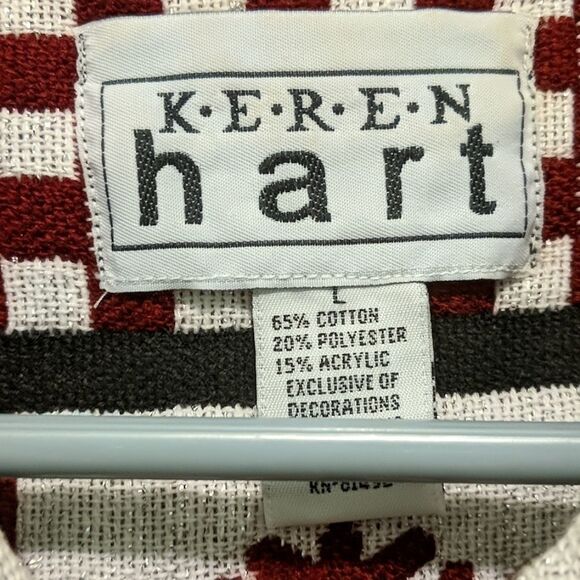 K·E·R·E·N
hart
L
65% COTTON
20% POLYESTER
15% ACRYLIC
EXCLUSIVE OF
DECORATIONS